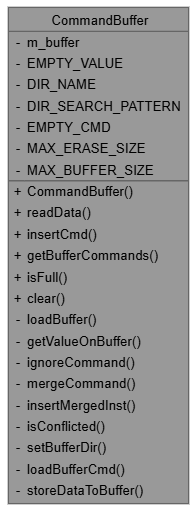 CommandBuffer
- m_buffer
- EMPTY_VALUE
- DIR_NAME
- DIR_SEARCH_PATTERN
- EMPTY_CMD
- MAX_ERASE_SIZE
- MAX_BUFFER_SIZE
+ CommandBuffer()
+ readData()
+ insertCmd()
+ getBufferCommands()
+ isFull()
+ clear()
- loadBuffer()
- getValueOnBuffer()
- ignoreCommand()
- mergeCommand()
- insertMergedInst()
- isConflicted()
- setBufferDir()
- loadBufferCmd()
- storeDataToBuffer()